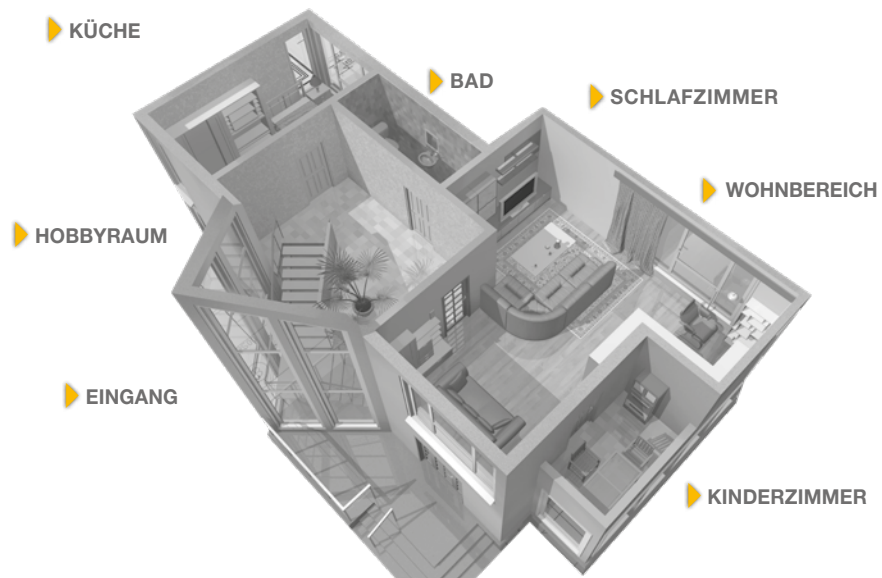 KÜCHE
BAD
SCHLAFZIMMER
WOHNBEREICH
HOBBYRAUM
EINGANG
KINDERZIMMER